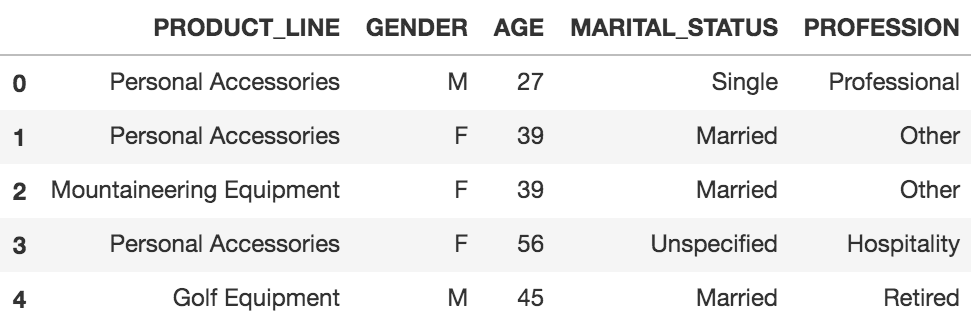 PRODUCT_LINE GENDER AGE MARITAL_STATUS PROFESSION
0 Personal Accessories M 27 Single Professional
1 Personal Accessories F 39 Married Other
2 Mountaineering Equipment F 39 Married Other
3 Personal Accessories F 56 Unspecified Hospitality
4 Golf Equipment M 45 Married Retired